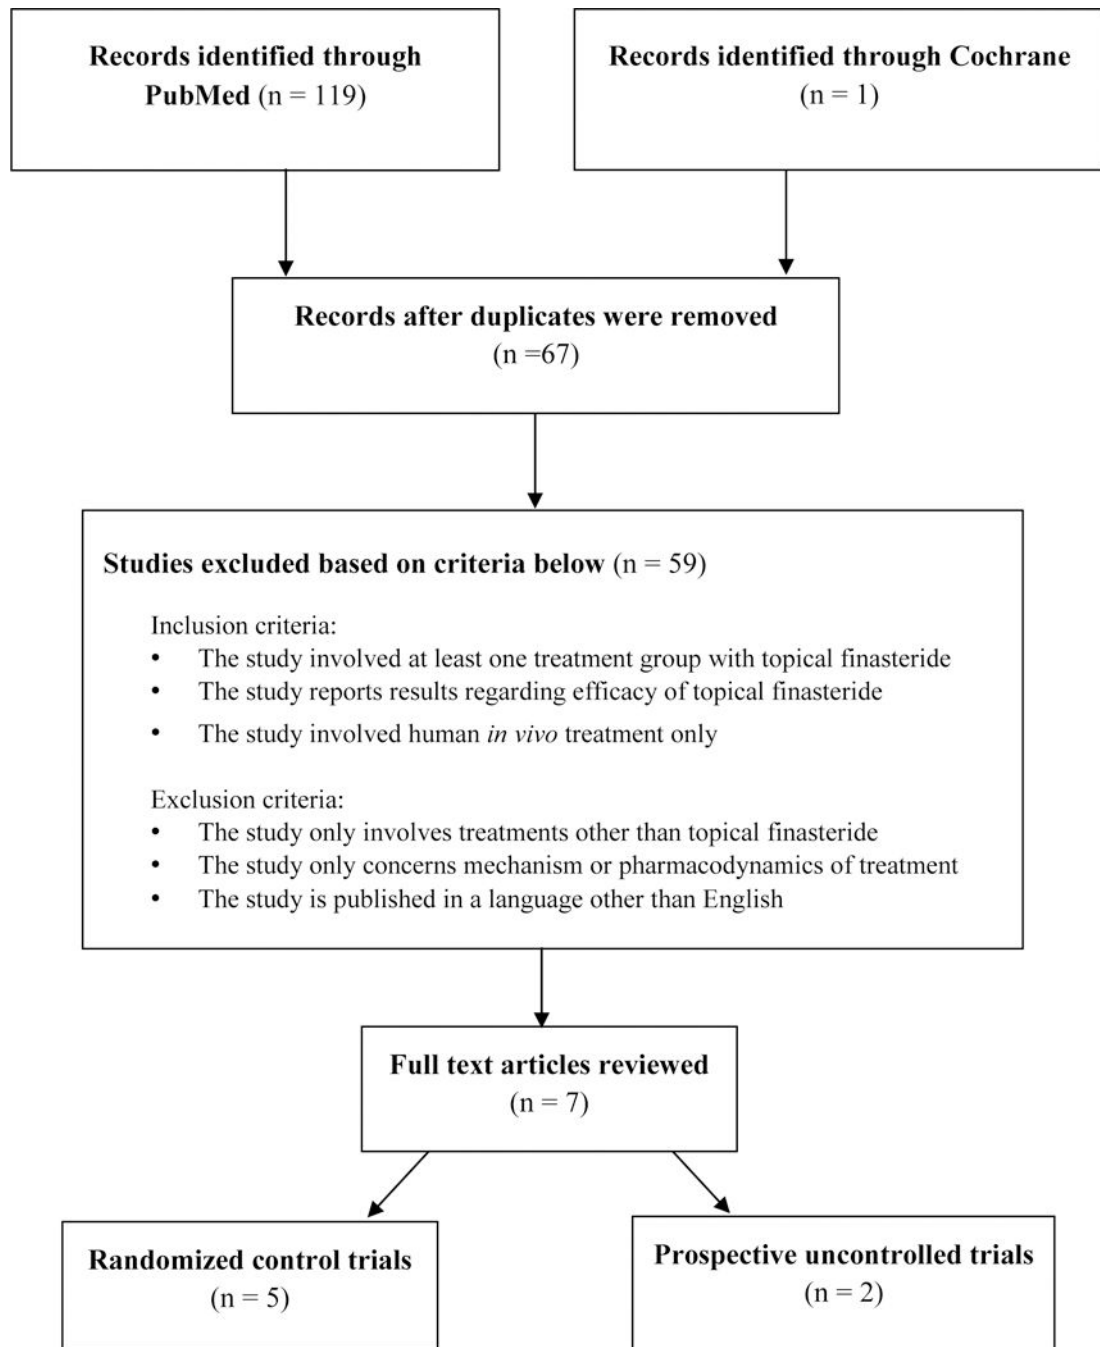 Records identified through
PubMed (n = 119)
Records identified through Cochrane
(n = 1)
Records after duplicates were removed
(n =67)
Studies excluded based on criteria below (n = 59)
Inclusion criteria:
• The study involved at least one treatment group with topical finasteride
• The study reports results regarding efficacy of topical finasteride
• The study involved human in vivo treatment only
Exclusion criteria:
• The study only involves treatments other than topical finasteride
• The study only concerns mechanism or pharmacodynamics of treatment
• The study is published in a language other than English
Full text articles reviewed
(n = 7)
Randomized control trials
(n = 5)
Prospective uncontrolled trials
(n = 2)